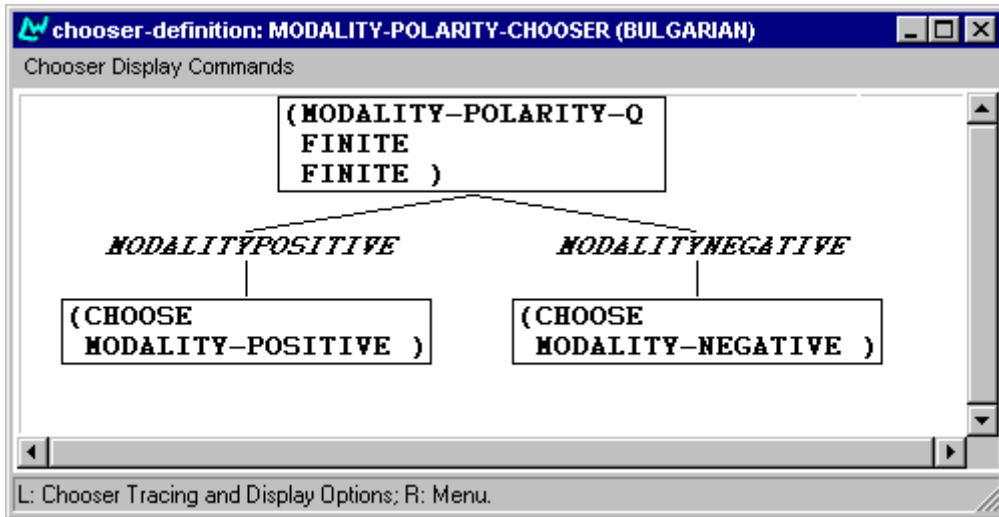 chooser-definition: MODALITY-POLARITY-CHOOSER (BULGARIAN)
Chooser Display Commands
(MODALITY-POLARITY-Q
FINITE
FINITE )
MODALITYPOSITIVE MODALITYNEGATIVE
(CHOOSE
MODALITY-POSITIVE )
(CHOOSE
MODALITY-NEGATIVE )
L: Chooser Tracing and Display Options; R: Menu.